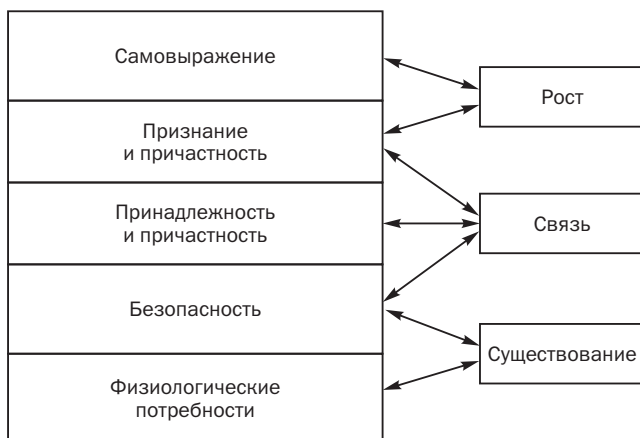 Самовыражение
Признание
и причастность
Принадлежность
и причастность
Безопасность
Физиологические
потребности
Рост
Связь
Существование